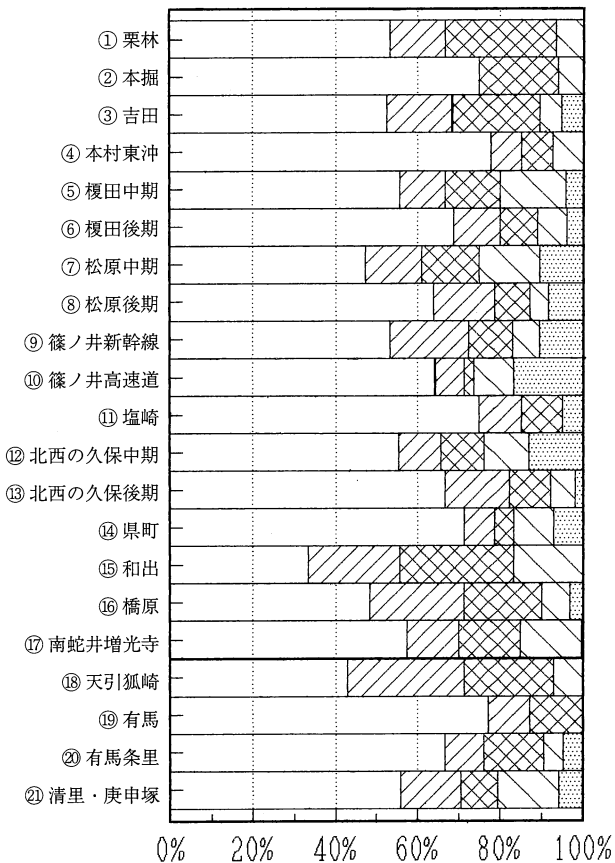 ① 栗林
② 本掘
③ 吉田
④ 本村東沖
⑤ 榎田中期
⑥ 榎田後期
⑦ 松原中期
⑧ 松原後期
⑨ 篠ノ井新幹線
⑩ 篠ノ井高速道
⑪ 塩崎
⑫ 北西の久保中期
⑬ 北西の久保後期
⑭ 県町
⑮ 和出
⑯ 橋原
⑰ 南蛇井増光寺
⑱ 天引狐崎
⑲ 有馬
⑳ 有馬条里
㉑ 清里・庚申塚
0% 20% 40% 60% 80% 100%